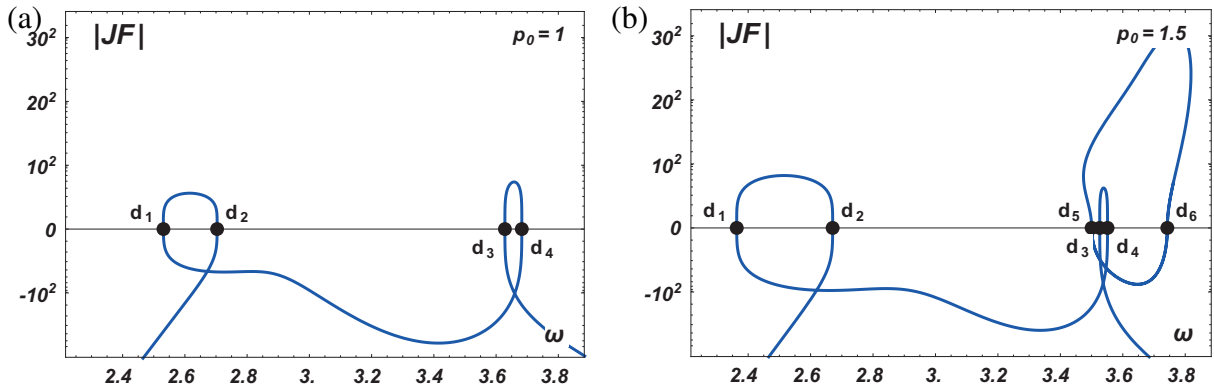 (a)
|JF|
p₀ = 1
30²
20²
10²
0
-10²
d₁
d₂
d₃
d₄
ω
2.4
2.6
2.8
3.
3.2
3.4
3.6
3.8
(b)
|JF|
p₀ = 1.5
30²
20²
10²
0
-10²
d₁
d₂
d₅
d₃
d₄
d₆
ω
2.4
2.6
2.8
3.
3.2
3.4
3.6
3.8